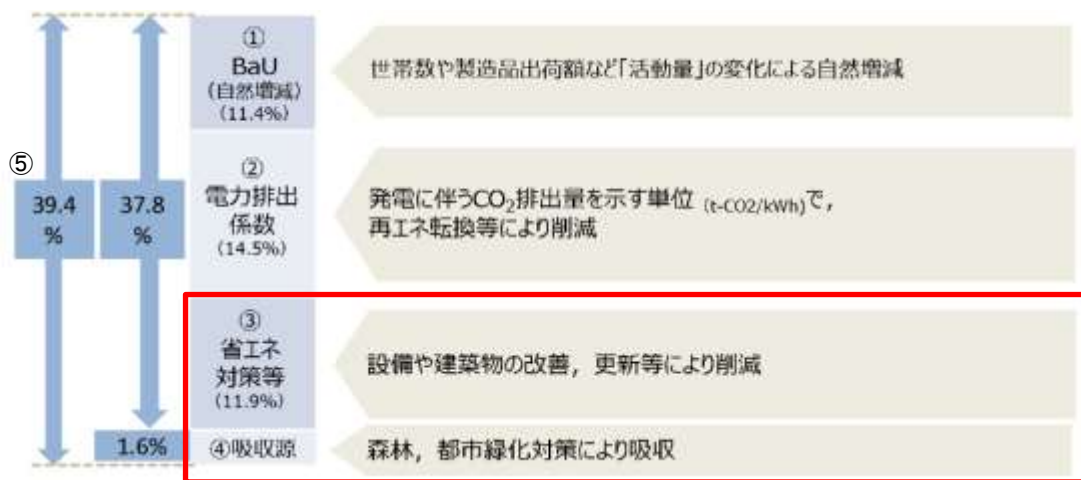 ①
BaU
(自然増減)
(11.4%)
世帯数や製造品出荷額など「活動量」の変化による自然増減
⑤
39.4
%
37.8
%
②
電力排出
係数
(14.5%)
発電に伴うCO₂排出量を示す単位 (t-CO2/kWh)で,
再エネ転換等により削減
③
省エネ
対策等
(11.9%)
設備や建築物の改善, 更新等により削減
1.6%
④吸収源
森林, 都市緑化対策により吸収